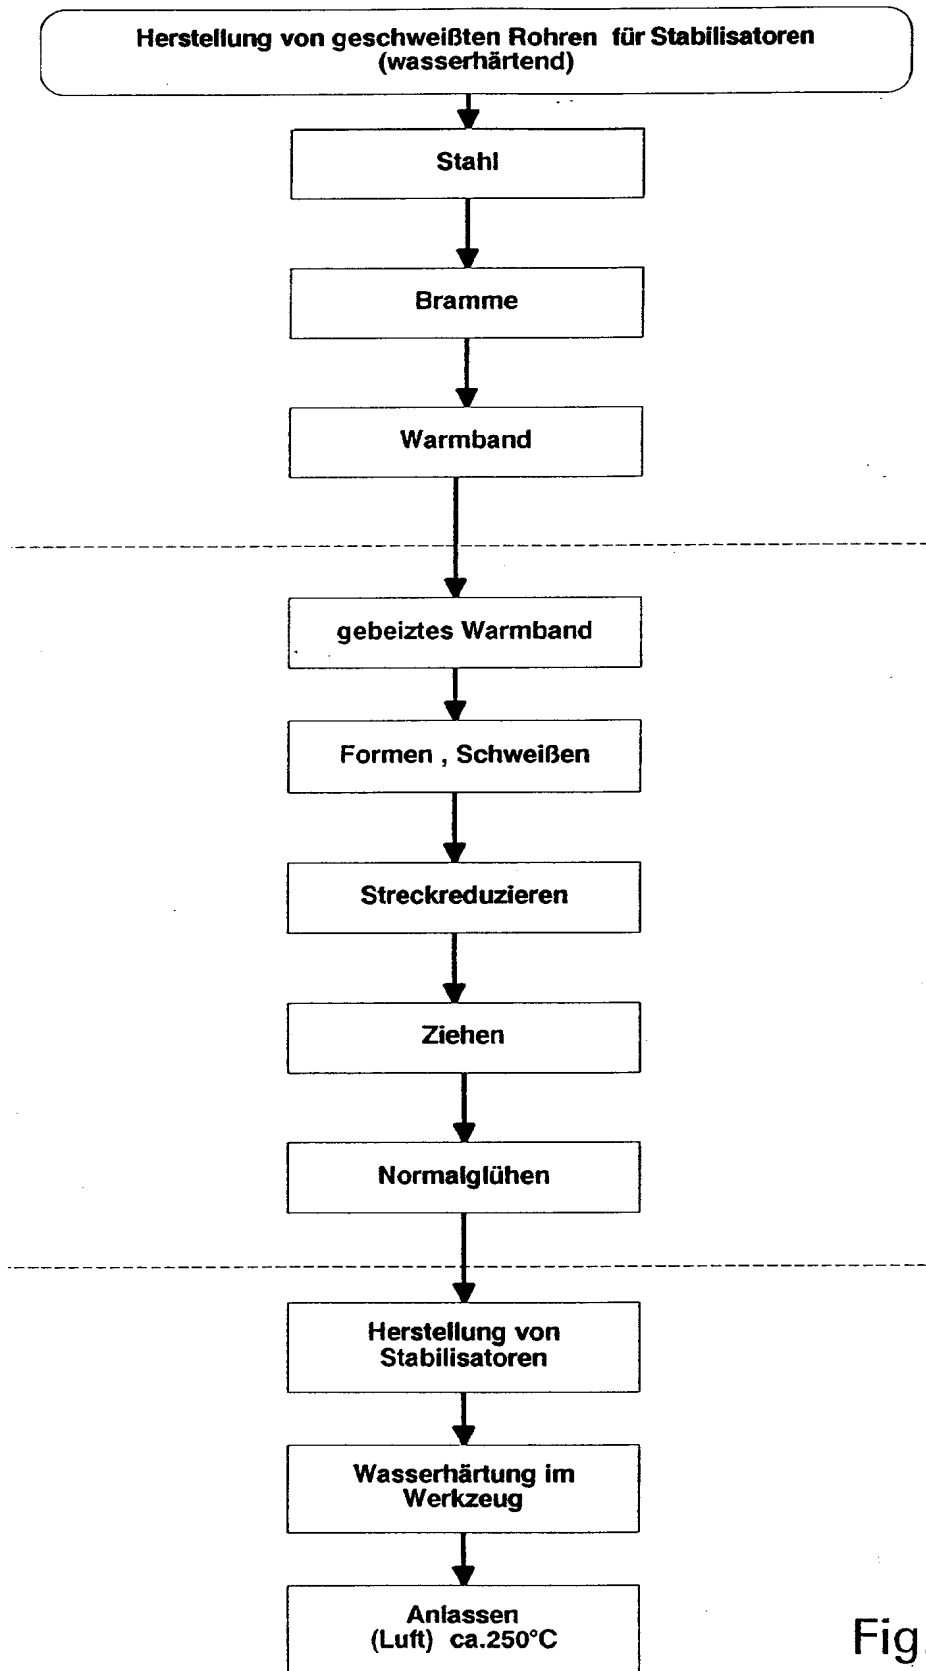 Herstellung von geschweißten Rohren für Stabilisatoren
(wasserhärtend)
Stahl
Bramme
Warmband
gebeiztes Warmband
Formen , Schweißen
Streckreduzieren
Ziehen
Normalglühen
Herstellung von
Stabilisatoren
Wasserhärtung im
Werkzeug
Anlassen
(Luft) ca.250°C
Fig.